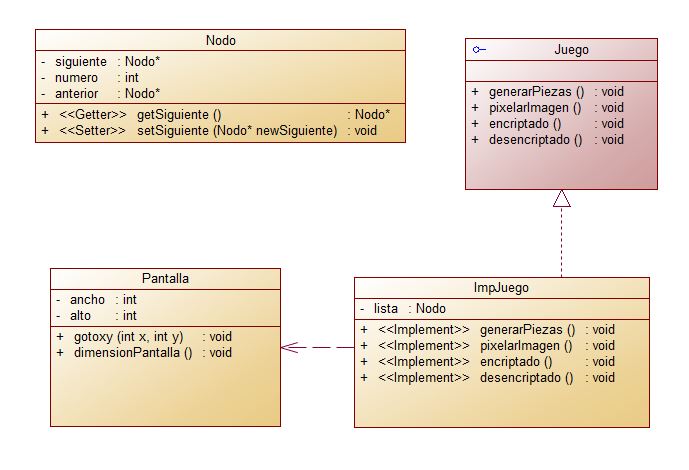 Nodo
- siguiente : Nodo*
- numero : int
- anterior : Nodo*
+ <<Getter>> getSiguiente () : Nodo*
+ <<Setter>> setSiguiente (Nodo* newSiguiente) : void
Juego
+ generarPiezas () : void
+ pixelarImagen () : void
+ encriptado () : void
+ desencriptado () : void
Pantalla
- ancho : int
- alto : int
+ gotoxy (int x, int y) : void
+ dimensionPantalla () : void
ImpJuego
- lista : Nodo
+ <<Implement>> generarPiezas () : void
+ <<Implement>> pixelarImagen () : void
+ <<Implement>> encriptado () : void
+ <<Implement>> desencriptado () : void